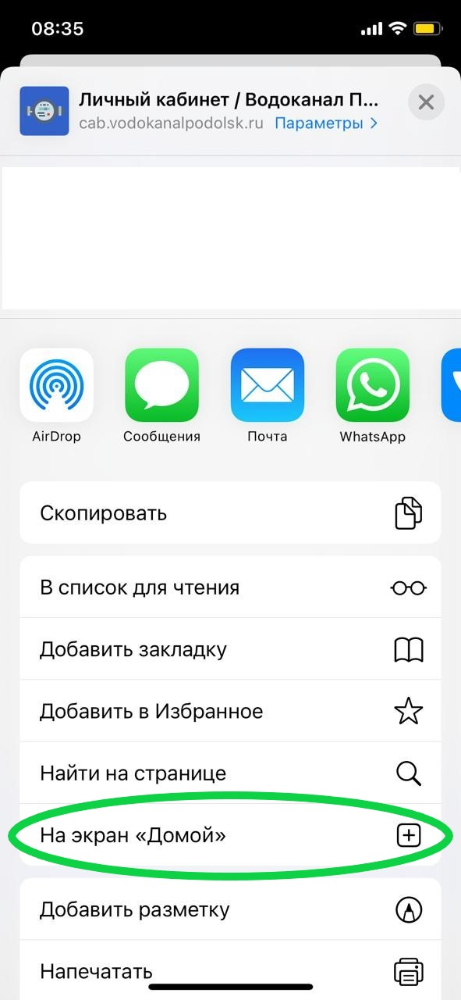 08:35
Личный кабинет / Водоканал П...
cab.vodokanalpodolsk.ru Параметры
AirDrop
Сообщения
Почта
WhatsApp
Скопировать
В список для чтения
Добавить закладку
Добавить в Избранное
Найти на странице
На экран «Домой»
Добавить разметку
Напечатать